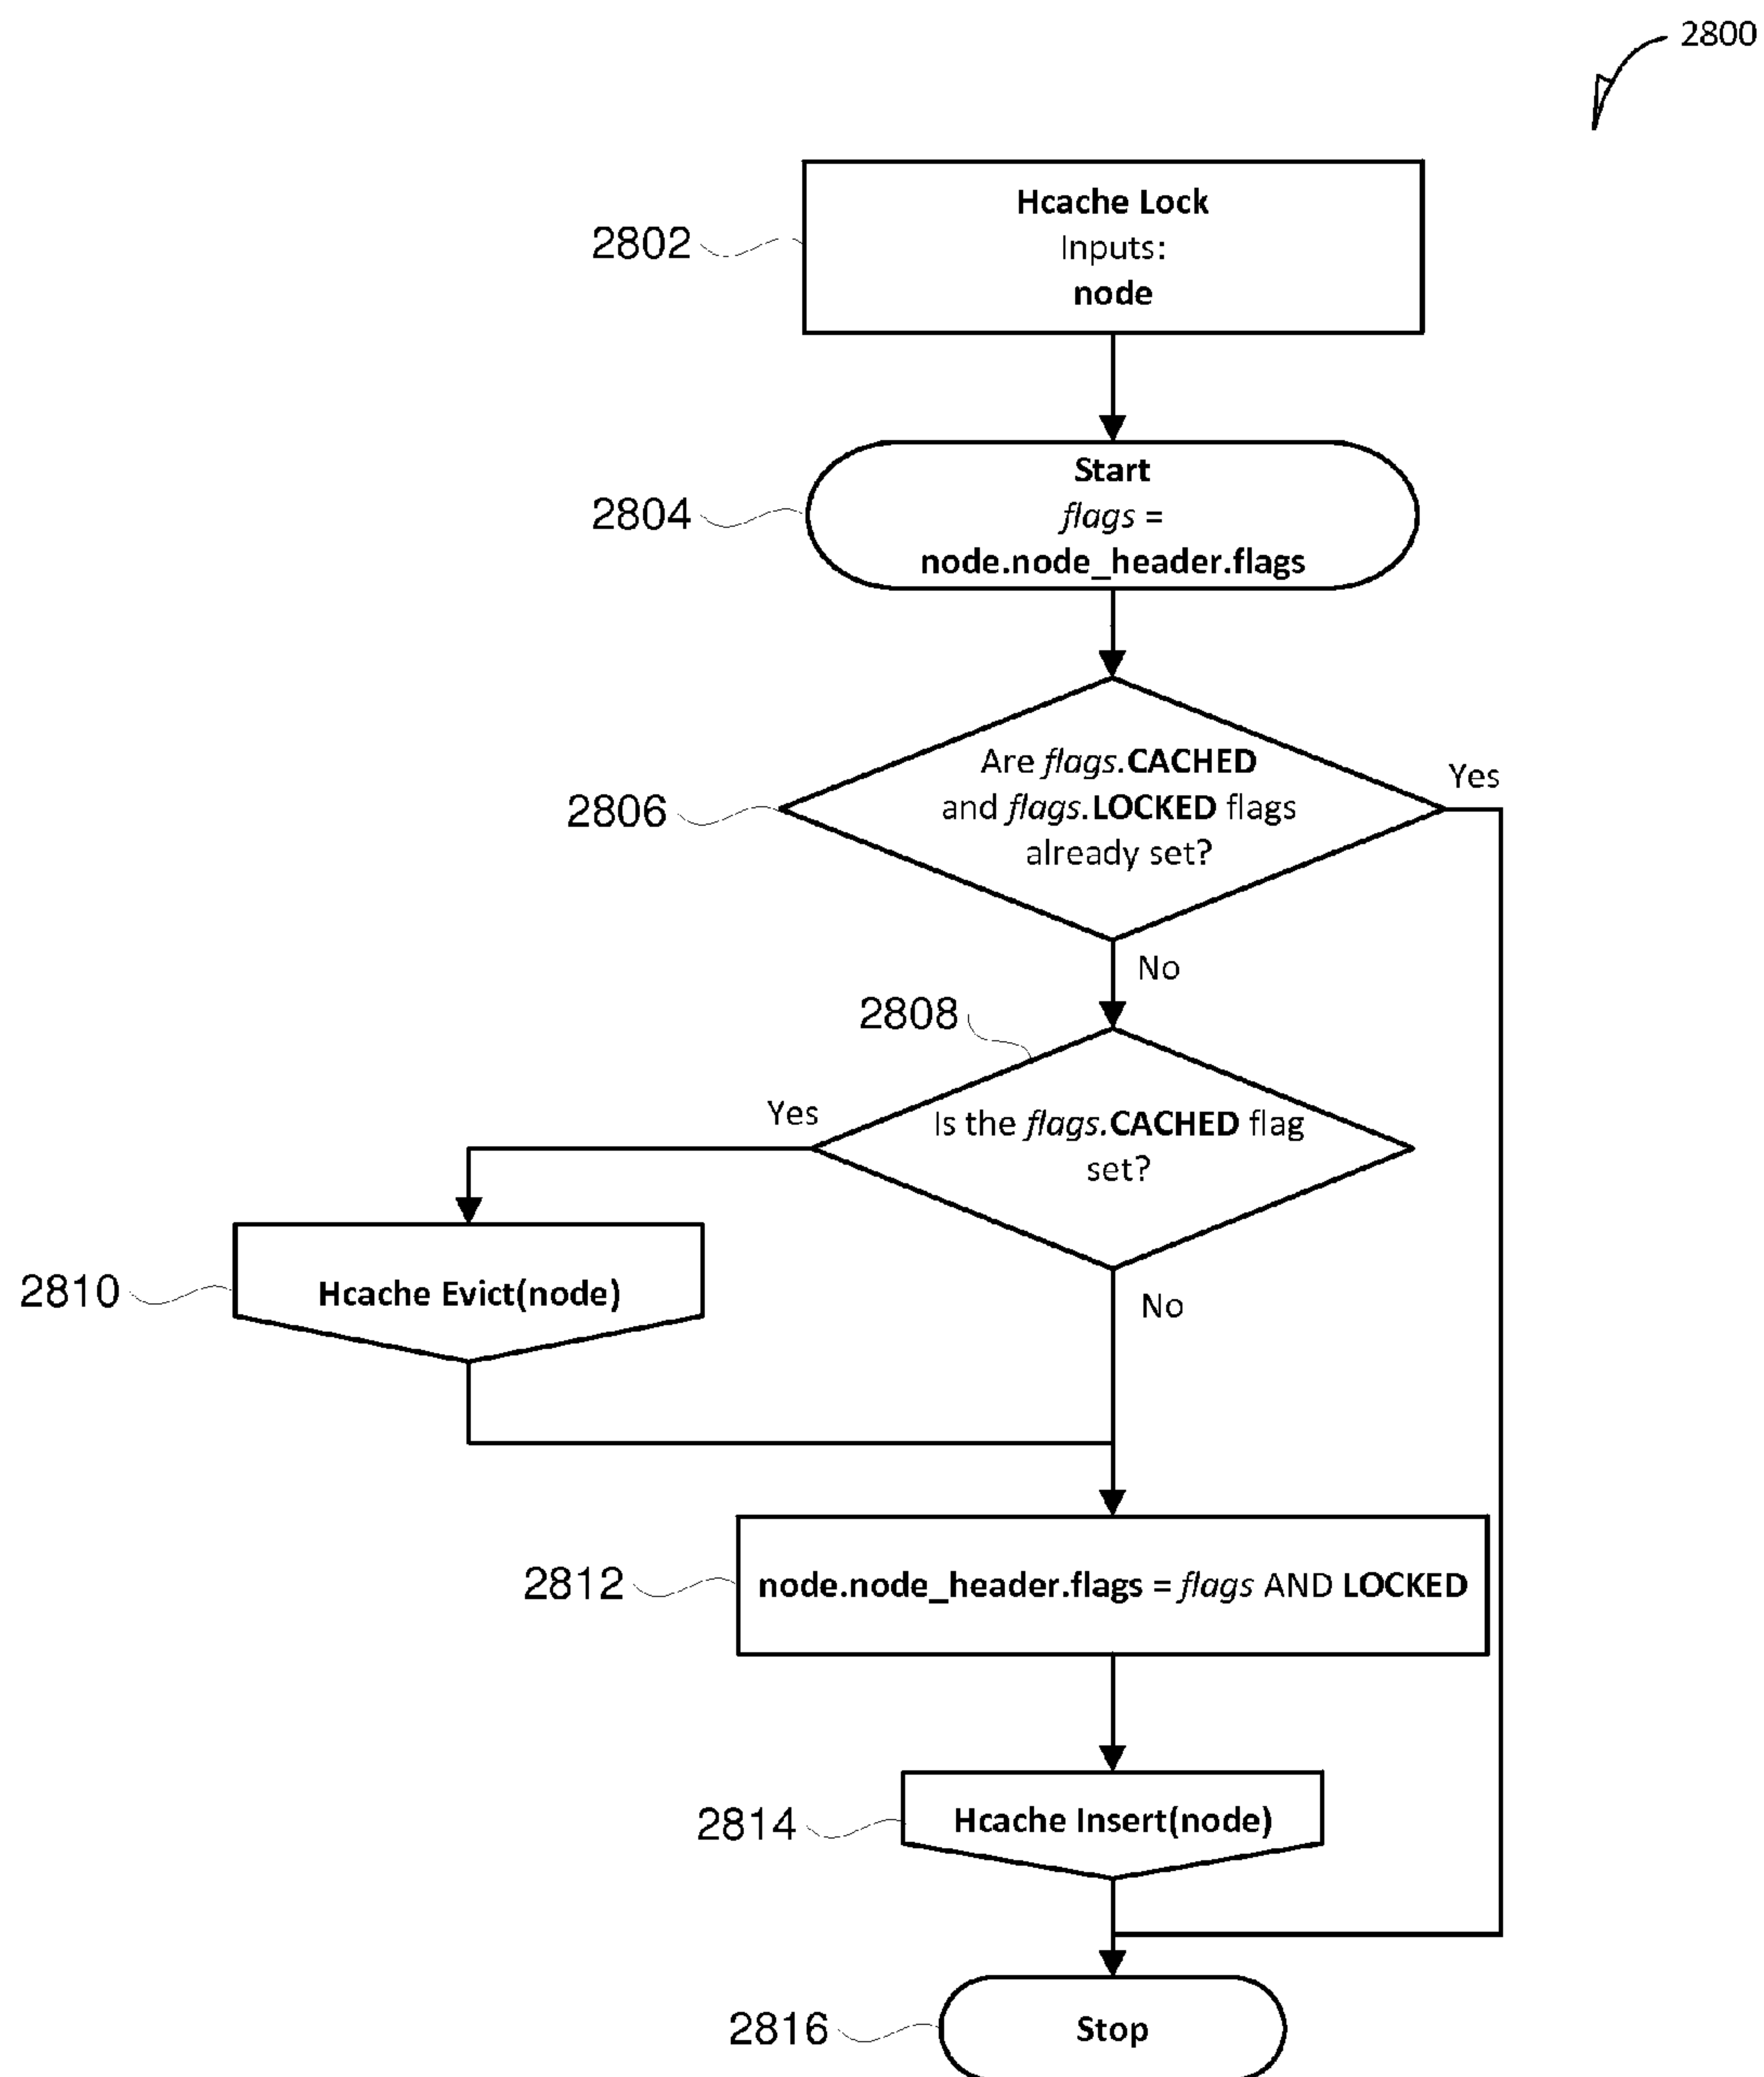 2800
Hcache Lock
2802
Inputs:
node
Start
2804
flags =
node.node_header.flags
Are flags.CACHED
Yes
2806
and flags.LOCKED flags
already set?
No
2808
Yes
Is the flags.CACHED flag
set?
2810
Hcache Evict(node)
No
2812
node.node_header.flags = flags AND LOCKED
2814
Hcache Insert(node)
2816
Stop